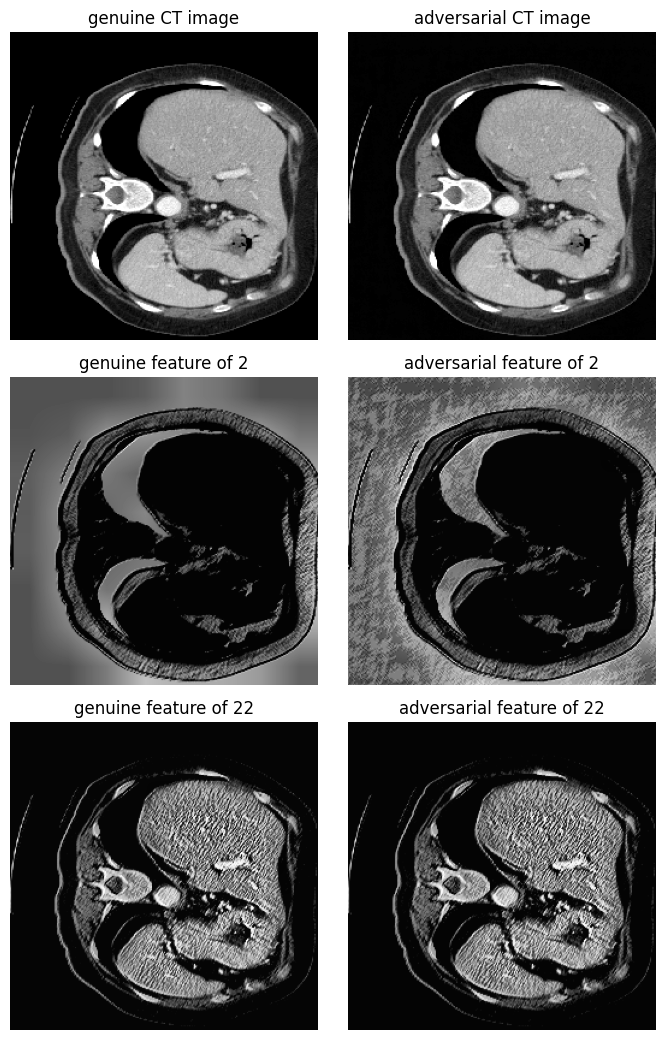 genuine CT image
adversarial CT image
genuine feature of 2
adversarial feature of 2
genuine feature of 22
adversarial feature of 22